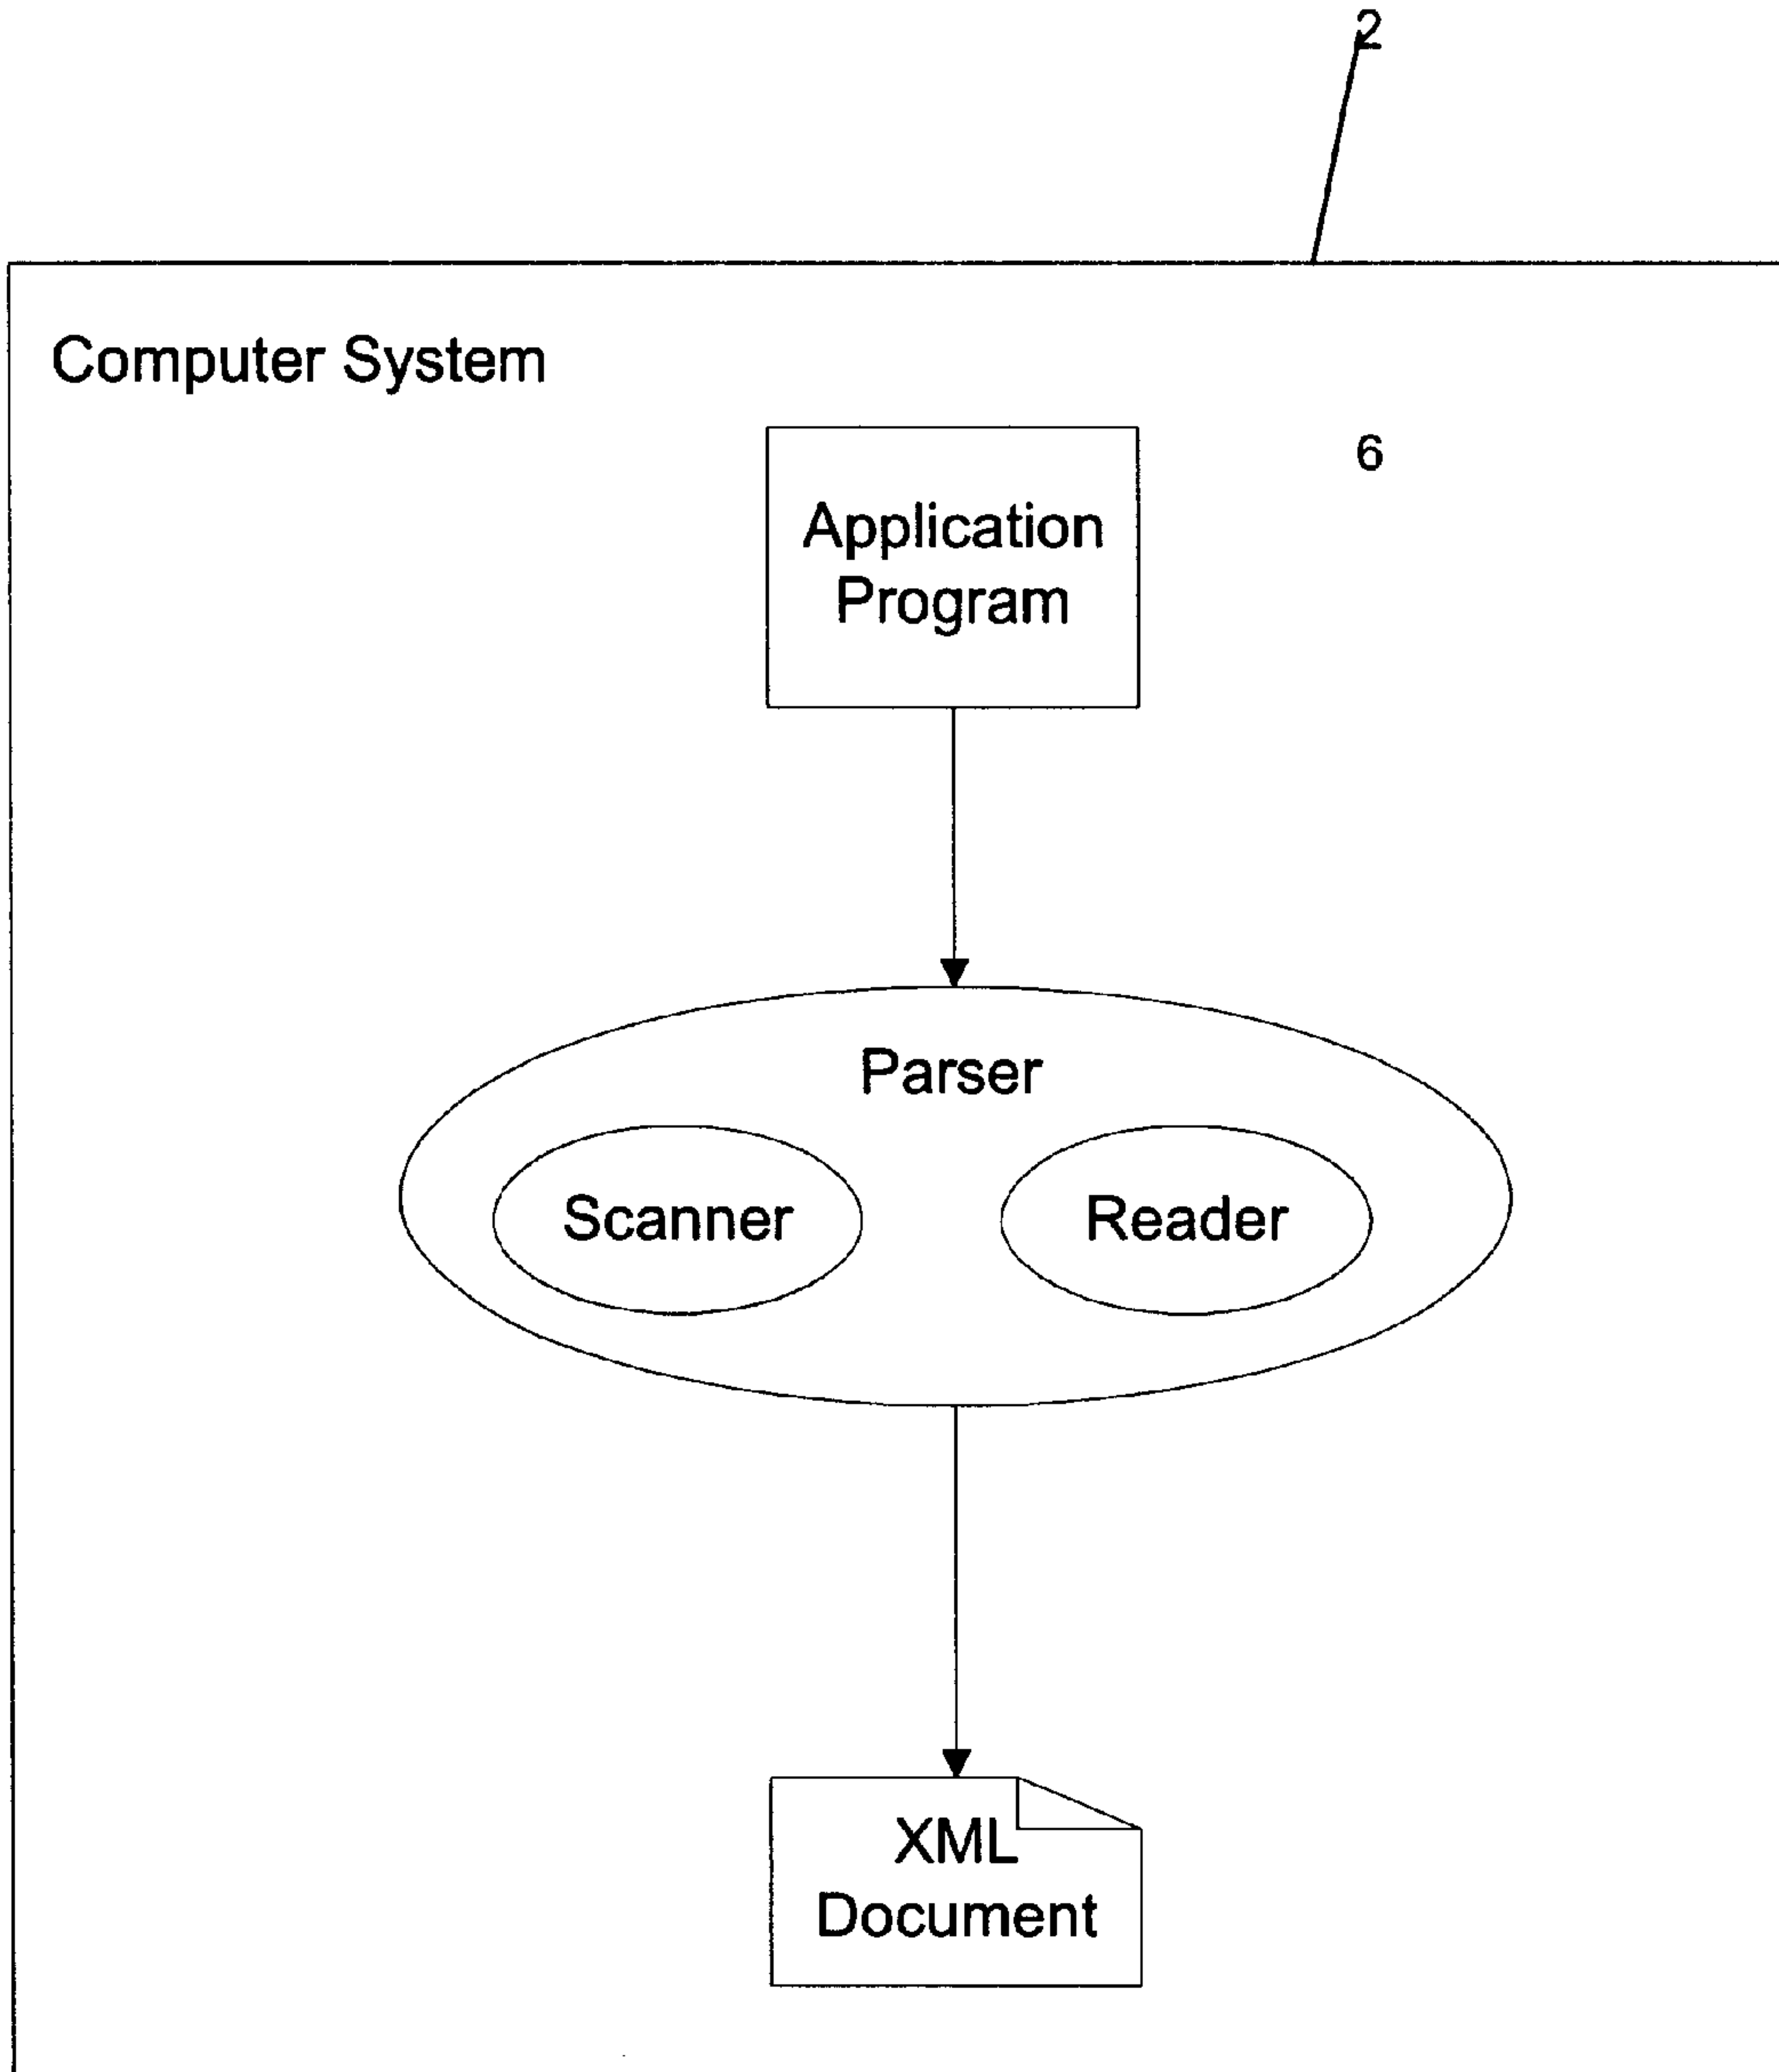 2
Computer System
6
Application
Program
Parser
Scanner
Reader
XML
Document